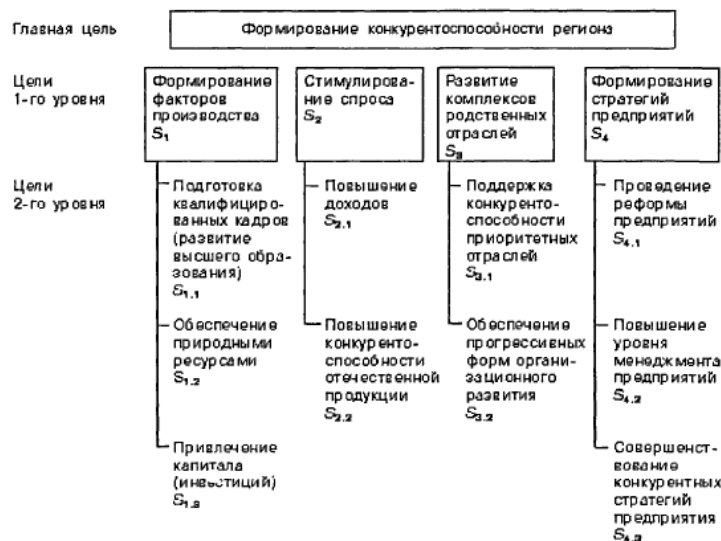 Главная цель
Формирование конкурентоспособности региона
Цели
1-го уровня
Формирование
факторов
производства
S₁
Стимулирова-
ние спроса
S₂
Развитие
комплексов
родственных
отраслей
S₃
Формирование
стратегий
предприятий
S₄
Цели
2-го уровня
Подготовка
квалифициро-
ванных кадров
(развитие
высшего обра-
зования)
S₁.₁
Повышение
доходов
S₂.₁
Поддержка
конкуренто-
способности
приоритетных
отраслей
S₃.₁
Проведение
реформы
предприятий
S₄.₁
Обеспечение
природными
ресурсами
S₁.₂
Повышение
конкуренто-
способности
отечественной
продукции
S₂.₂
Обеспечение
прогрессивных
форм органи-
зационного
развития
S₃.₂
Повышение
уровня
менеджмента
предприятий
S₄.₂
Привлечение
капитала
(инвестиций)
S₁.₃
Совершенст-
вование
конкурентных
стратегий
предприятия
S₄.₃